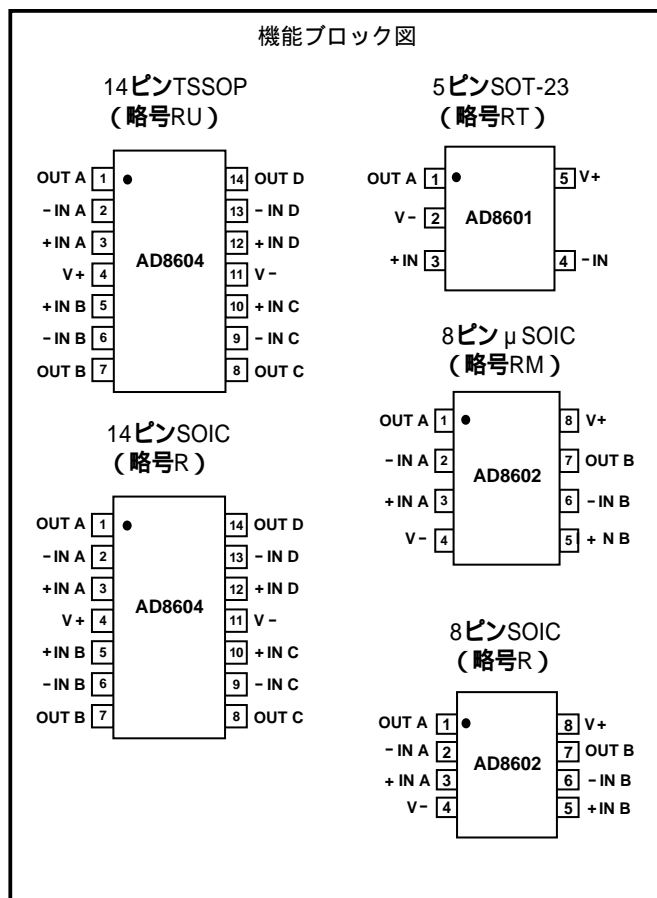 機能ブロック図
14ピンTSSOP
(略号RU)
OUT A 1 14 OUT D
−IN A 2 13 −IN D
+IN A 3 12 +IN D
AD8604
V+ 4 11 V−
+IN B 5 10 +IN C
−IN B 6 9 −IN C
OUT B 7 8 OUT C
14ピンSOIC
(略号R)
OUT A 1 14 OUT D
−IN A 2 13 −IN D
+IN A 3 12 +IN D
AD8604
V+ 4 11 V−
+IN B 5 10 +IN C
−IN B 6 9 −IN C
OUT B 7 8 OUT C
5ピンSOT-23
(略号RT)
OUT A 1 5 V+
V− 2 AD8601
+IN 3 4 −IN
8ピンμSOIC
(略号RM)
OUT A 1 8 V+
−IN A 2 7 OUT B
AD8602
+IN A 3 6 −IN B
V− 4 5 + N B
8ピンSOIC
(略号R)
OUT A 1 8 V+
−IN A 2 7 OUT B
AD8602
+IN A 3 6 −IN B
V− 4 5 +IN B